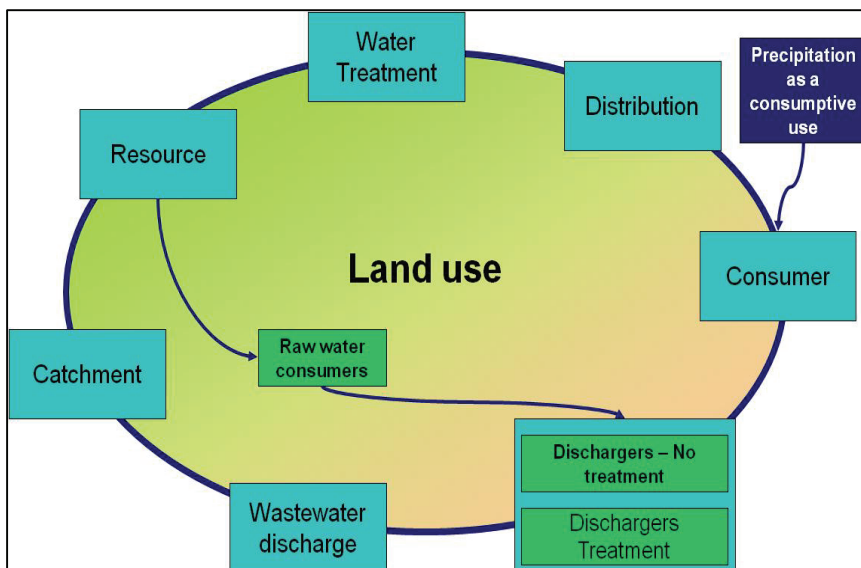 Water
Treatment
Precipitation
as a
consumptive
use
Distribution
Resource
Land use
Consumer
Raw water
consumers
Catchment
Dischargers – No
treatment
Wastewater
discharge
Dischargers
Treatment